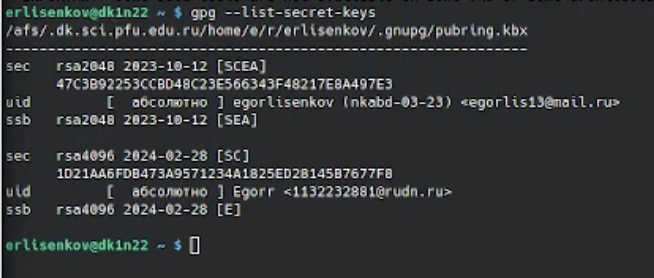 erlisenkov@dk1n22 ~ $ gpg --list-secret-keys
/afs/.dk.sci.pfu.edu.ru/home/e/r/erlisenkov/.gnupg/pubring.kbx
--------------------------------------------------------------
sec   rsa2048 2023-10-12 [SCEA]
      47C3B92253CCBD48C23E566343F48217E8A497E3
uid         [  абсолютно ] egorlisenkov (nkabd-03-23) <egorlis13@mail.ru>
ssb   rsa2048 2023-10-12 [SEA]
sec   rsa4096 2024-02-28 [SC]
      1D21AA6FDB473A9571234A1825ED28145B7677F8
uid         [  абсолютно ] Egorr <1132232881@rudn.ru>
ssb   rsa4096 2024-02-28 [E]
erlisenkov@dk1n22 ~ $